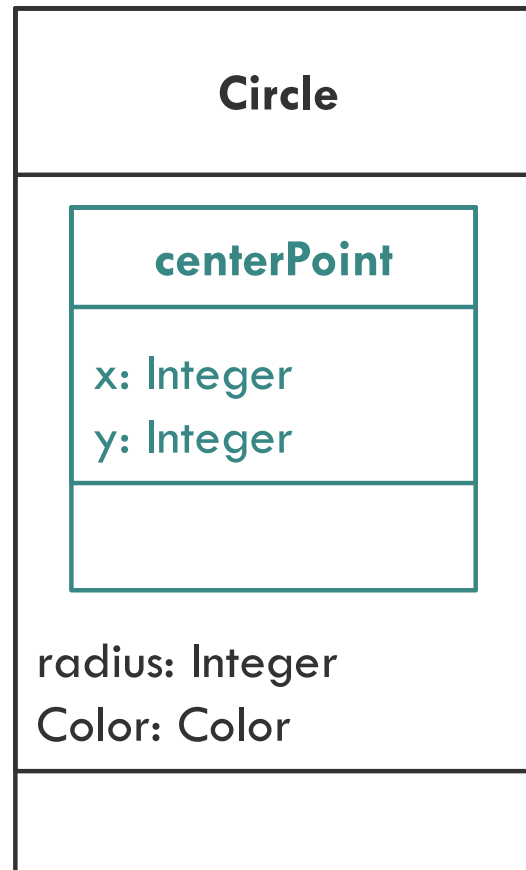 Circle
centerPoint
x: Integer
y: Integer
radius: Integer
Color: Color